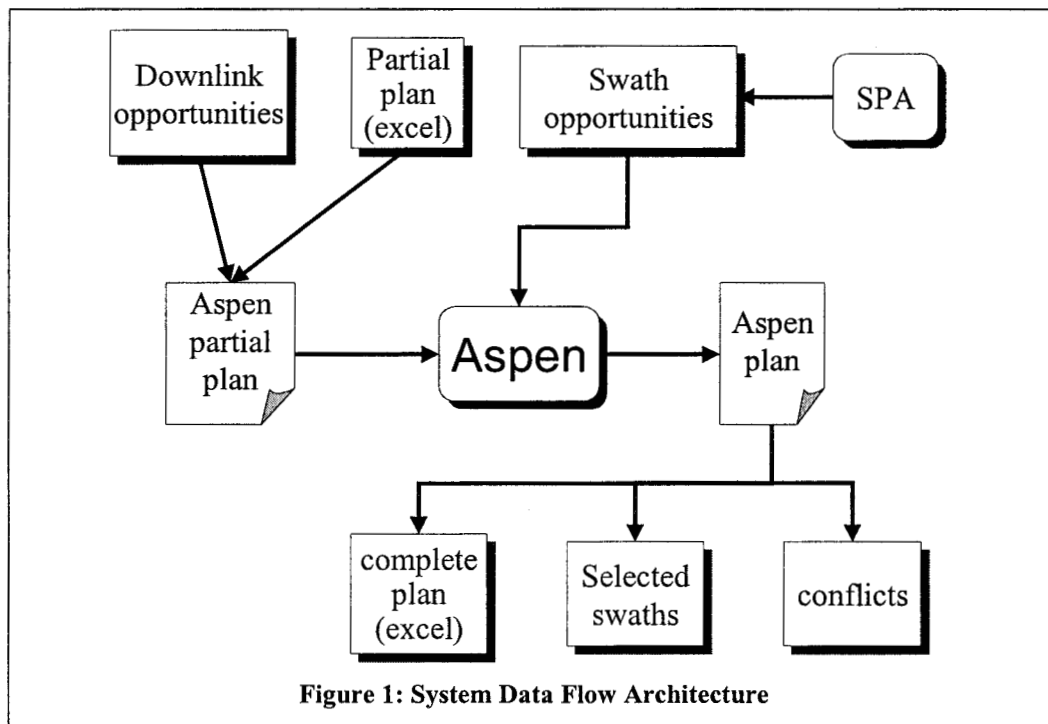 Downlink
opportunities
Partial
plan
(excel)
Swath
opportunities
SPA
Aspen
partial
plan
Aspen
Aspen
plan
complete
plan
(excel)
Selected
swaths
conflicts
Figure 1: System Data Flow Architecture